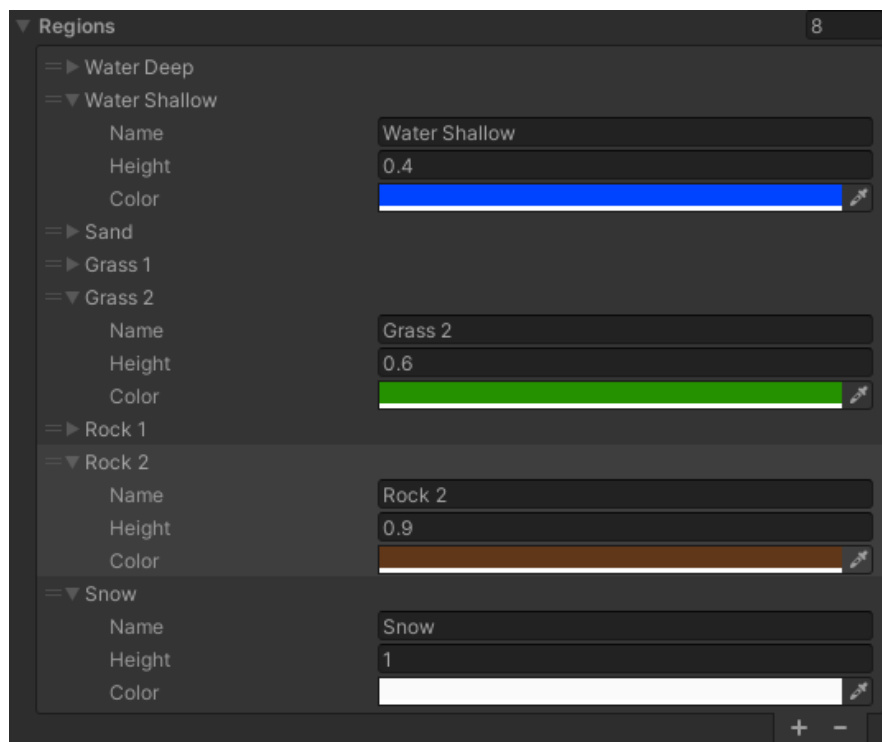 Regions 8
Water Deep
Water Shallow
Name Water Shallow
Height 0.4
Color
Sand
Grass 1
Grass 2
Name Grass 2
Height 0.6
Color
Rock 1
Rock 2
Name Rock 2
Height 0.9
Color
Snow
Name Snow
Height 1
Color
+ −